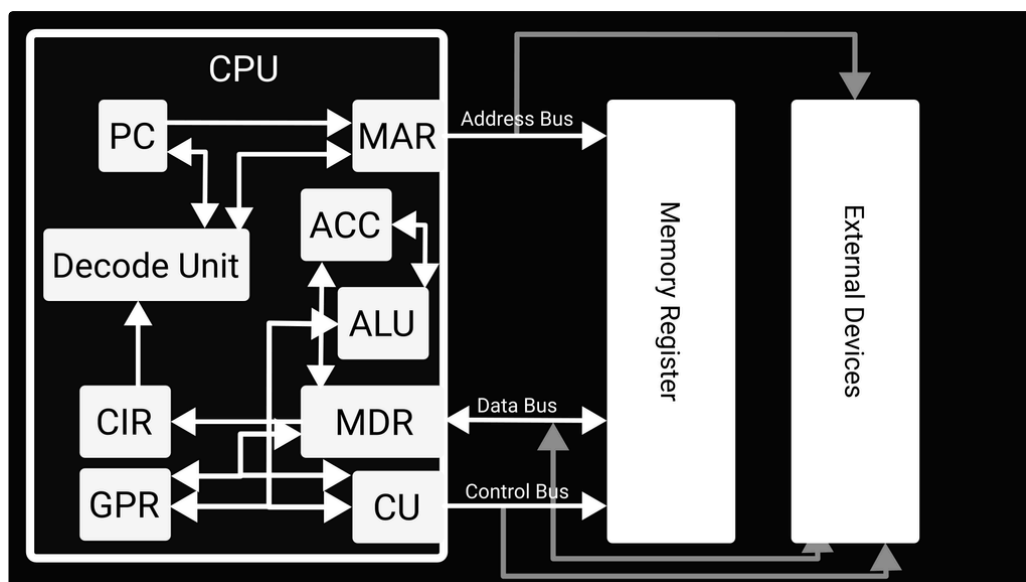 CPU
PC
MAR
Address Bus
ACC
Decode Unit
ALU
Memory Register
External Devices
CIR
MDR
Data Bus
GPR
CU
Control Bus